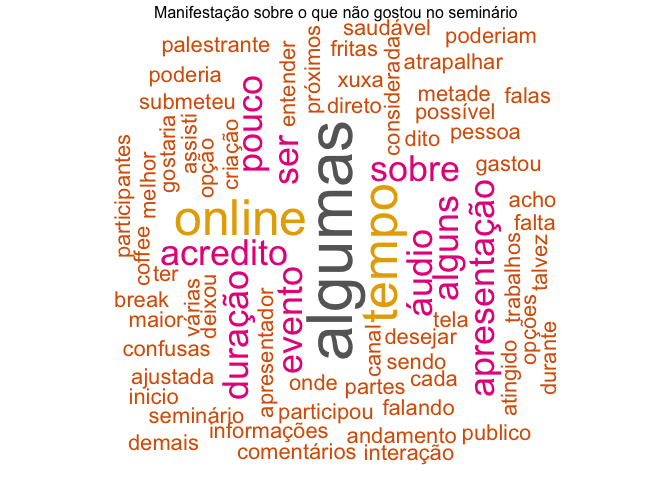 Manifestação sobre o que não gostou no seminário
saudável
palestrante
entender
próximos
fritas
considerada
poderiam
atrapalhar
poderia
pouco
xuxa
metade
falas
submeteu
ser
direto
possível
gostaria
assisti
opção
criação
dito
pessoa
participantes
melhor
algumas
sobre
gastou
online
tempo
alguns
apresentação
acho
falta
coffee
acredito
áudio
trabalhos
talvez
ter
break
várias
deixou
duração
evento
maior
tela
opções
confusas
apresentador
canal
desejar
atingido
durante
sendo
ajustada
onde
partes
cada
inicio
seminário
participou
falando
informações
andamento
publico
demais
comentários
interação